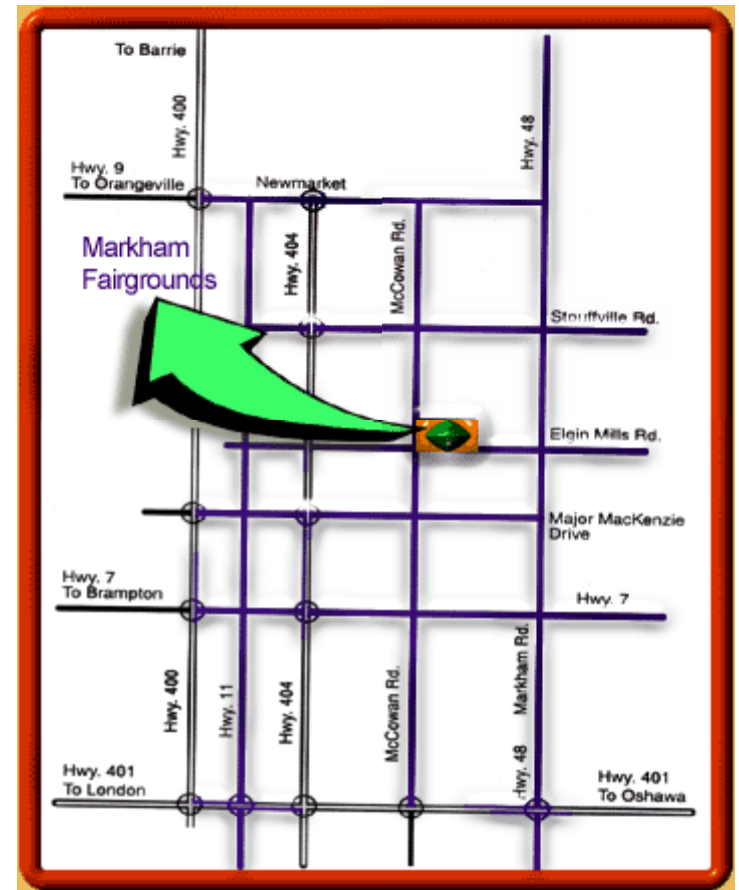 To Barrie
Hwy. 400
Hwy. 48
Hwy. 9
To Orangeville
Newmarket
Markham
Fairgrounds
Hwy. 404
McCowan Rd.
Stouffville Rd.
Elgin Mills Rd.
Major MacKenzie
Drive
Hwy. 7
To Brampton
Hwy. 7
Hwy. 400
Hwy. 11
Hwy. 404
McCowan Rd.
Markham Rd.
Hwy. 48
Hwy. 401
To London
Hwy. 401
To Oshawa